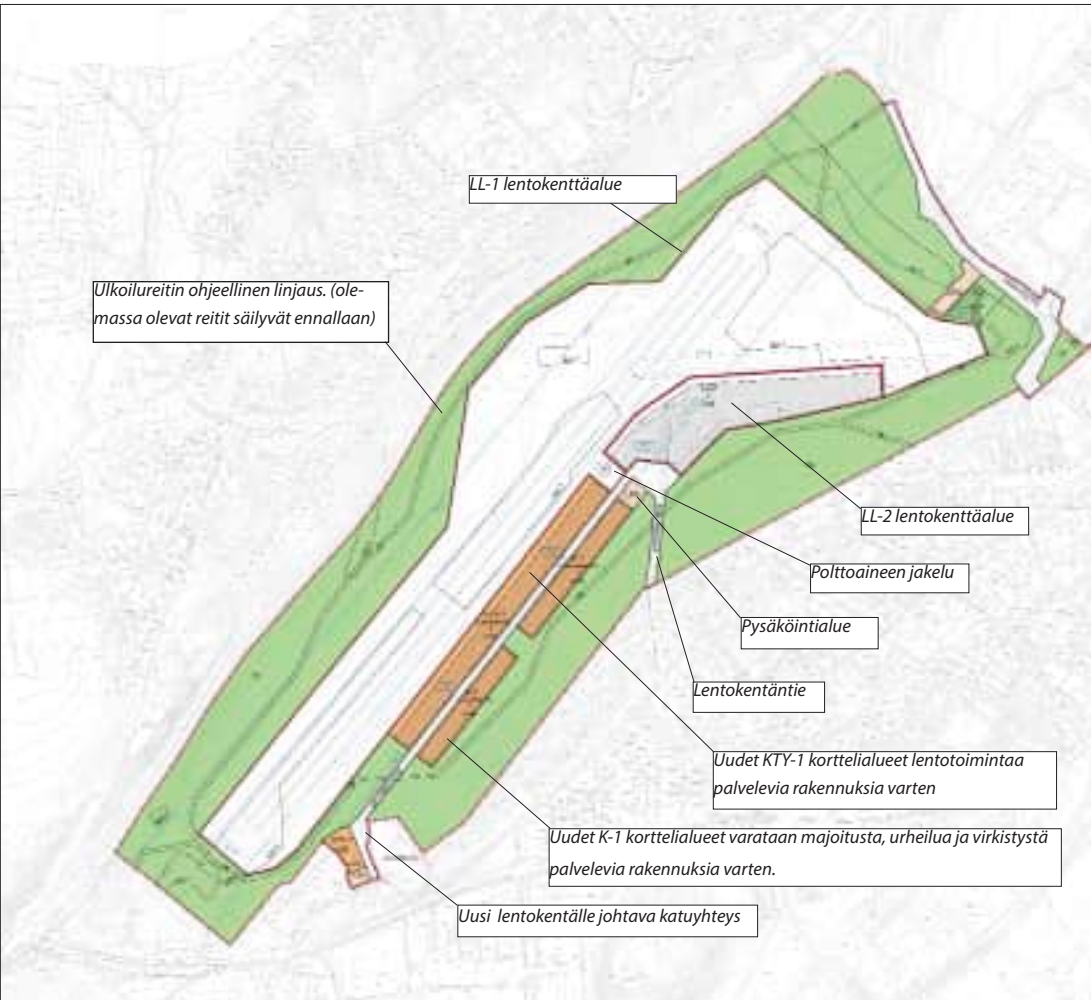 LL-1 lentokenttäalue
Ulkoilureitin ohjeellinen linjaus. (ole-
massa olevat reitit säilyvät ennallaan)
LL-2 lentokenttäalue
Polttoaineen jakelu
Pysäköintialue
Lentokentäntie
Uudet KTY-1 korttelialueet lentotoimintaa
palvelevia rakennuksia varten
Uudet K-1 korttelialueet varataan majoitusta, urheilua ja virkistystä
palvelevia rakennuksia varten.
Uusi lentokentälle johtava katuyhteys